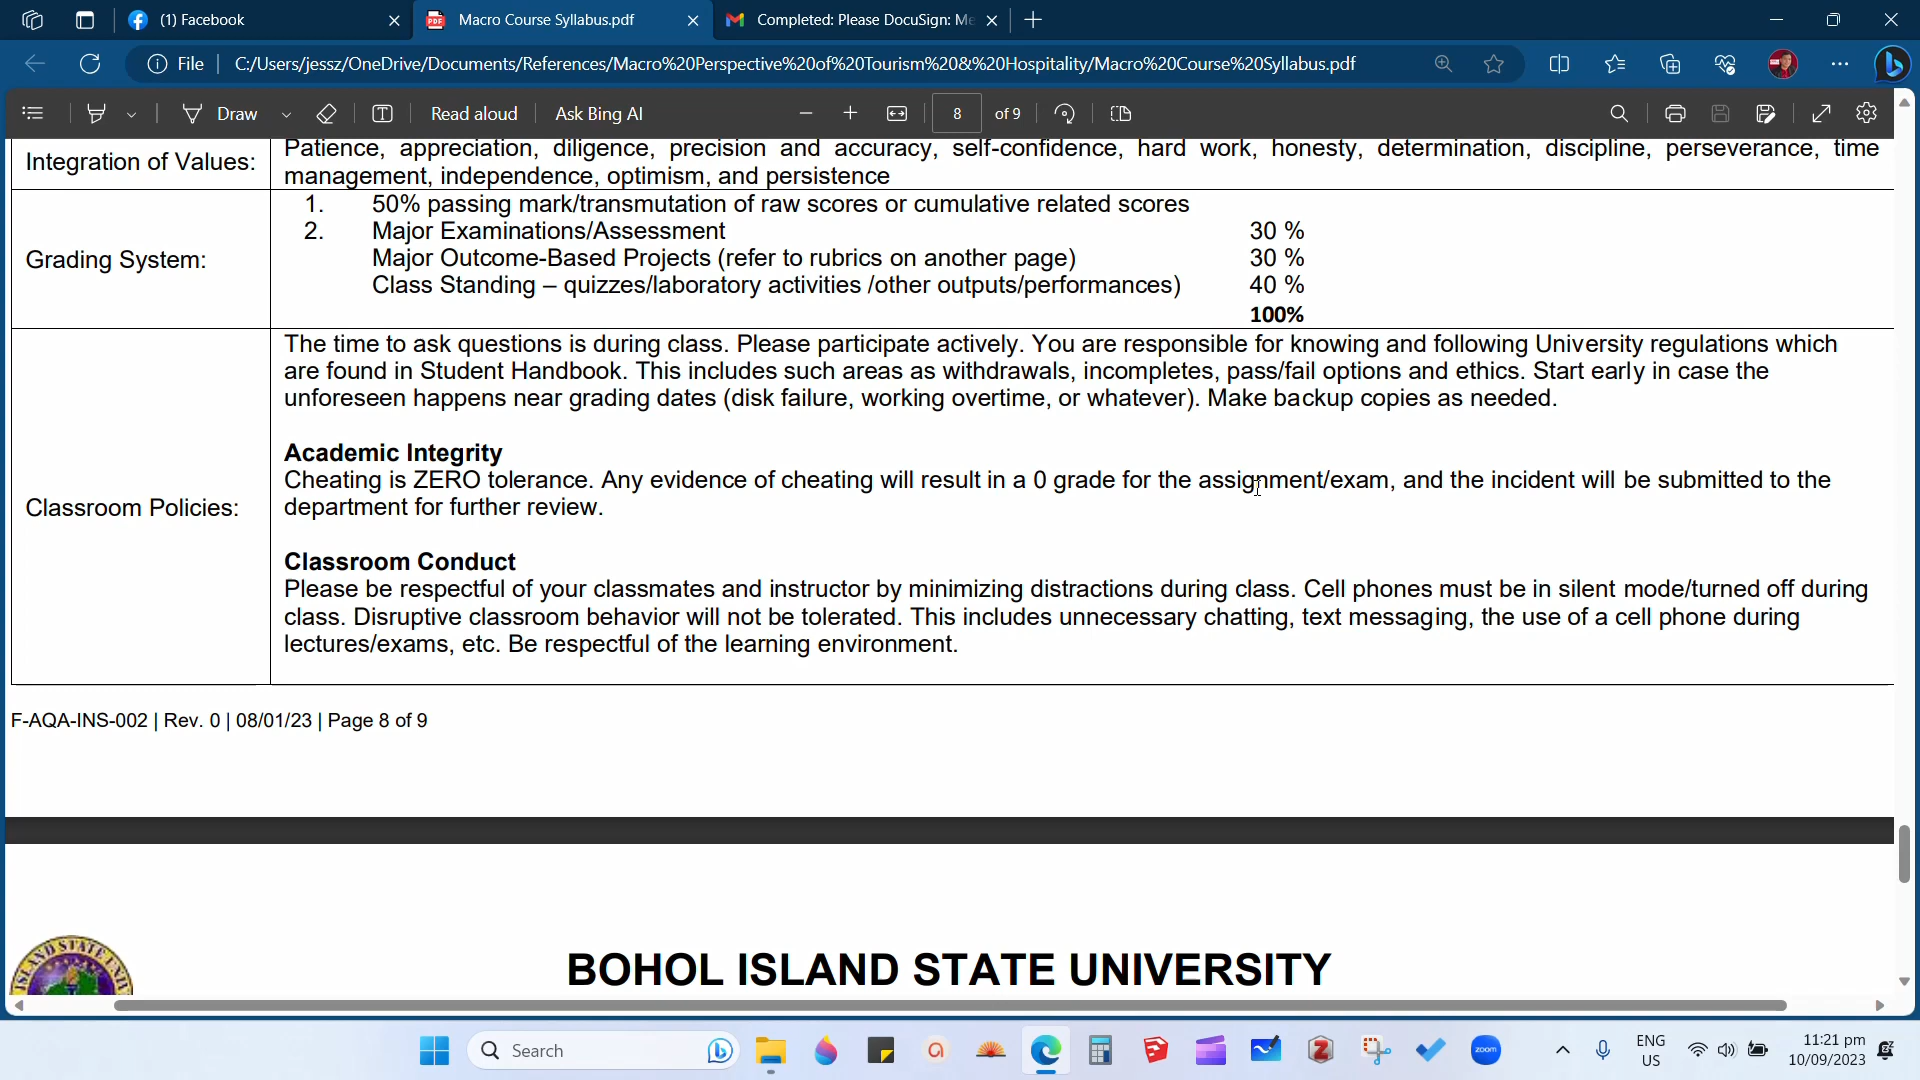 (1) Facebook
Macro Course Syllabus.pdf
Completed: Please DocuSign: Me
File
C:/Users/jessz/OneDrive/Documents/References/Macro%20Perspective%20of%20Tourism%20&%20Hospitality/Macro%20Course%20Syllabus.pdf
Draw
Read aloud
Ask Bing AI
8 of 9
Integration of Values:
Patience, appreciation, diligence, precision and accuracy, self-confidence, hard work, honesty, determination, discipline, perseverance, time
management, independence, optimism, and persistence
Grading System:
1. 50% passing mark/transmutation of raw scores or cumulative related scores
2. Major Examinations/Assessment 30 %
Major Outcome-Based Projects (refer to rubrics on another page) 30 %
Class Standing – quizzes/laboratory activities /other outputs/performances) 40 %
100%
Classroom Policies:
The time to ask questions is during class. Please participate actively. You are responsible for knowing and following University regulations which
are found in Student Handbook. This includes such areas as withdrawals, incompletes, pass/fail options and ethics. Start early in case the
unforeseen happens near grading dates (disk failure, working overtime, or whatever). Make backup copies as needed.
Academic Integrity
Cheating is ZERO tolerance. Any evidence of cheating will result in a 0 grade for the assignment/exam, and the incident will be submitted to the
department for further review.
Classroom Conduct
Please be respectful of your classmates and instructor by minimizing distractions during class. Cell phones must be in silent mode/turned off during
class. Disruptive classroom behavior will not be tolerated. This includes unnecessary chatting, text messaging, the use of a cell phone during
lectures/exams, etc. Be respectful of the learning environment.
F-AQA-INS-002 | Rev. 0 | 08/01/23 | Page 8 of 9
ISLAND STATE UNI
BOHOL ISLAND STATE UNIVERSITY
Search
zoom
ENG
US
11:21 pm
10/09/2023